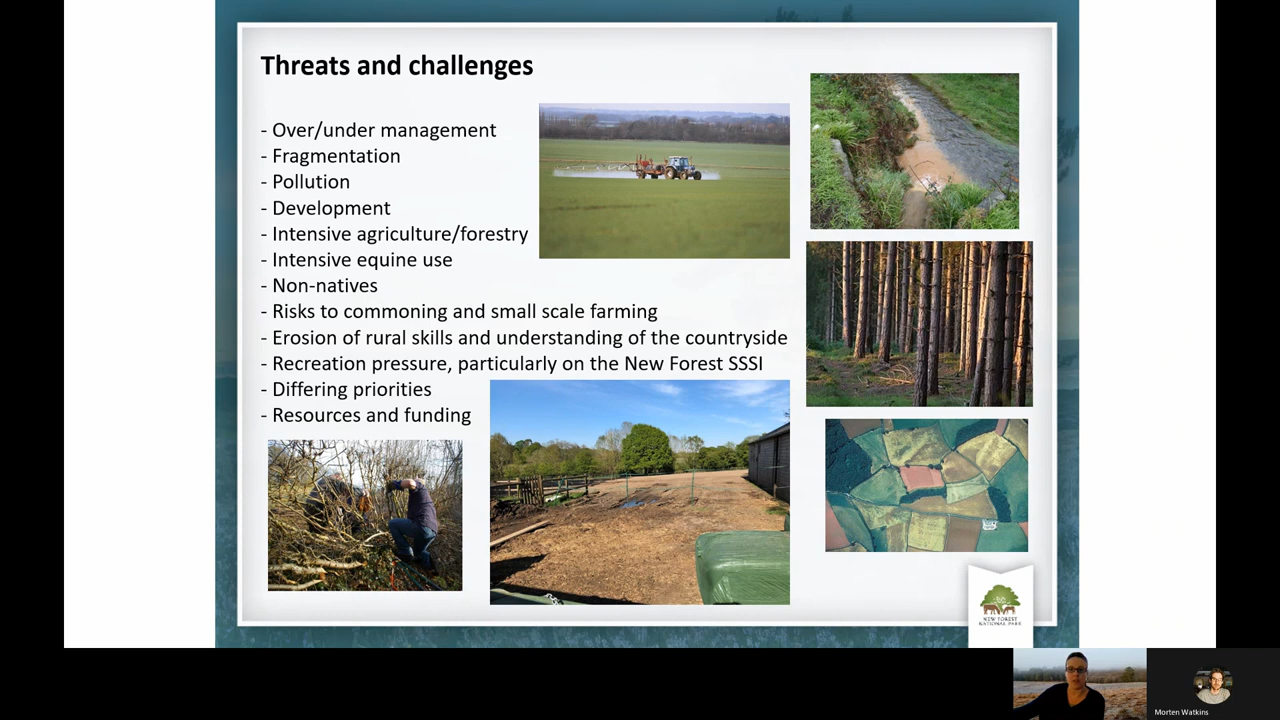 Threats and challenges
- Over/under management
- Fragmentation
- Pollution
- Development
- Intensive agriculture/forestry
- Intensive equine use
- Non-natives
- Risks to commoning and small scale farming
- Erosion of rural skills and understanding of the countryside
- Recreation pressure, particularly on the New Forest SSSI
- Differing priorities
- Resources and funding
NEW FOREST
NATIONAL PARK
Morten Watkins